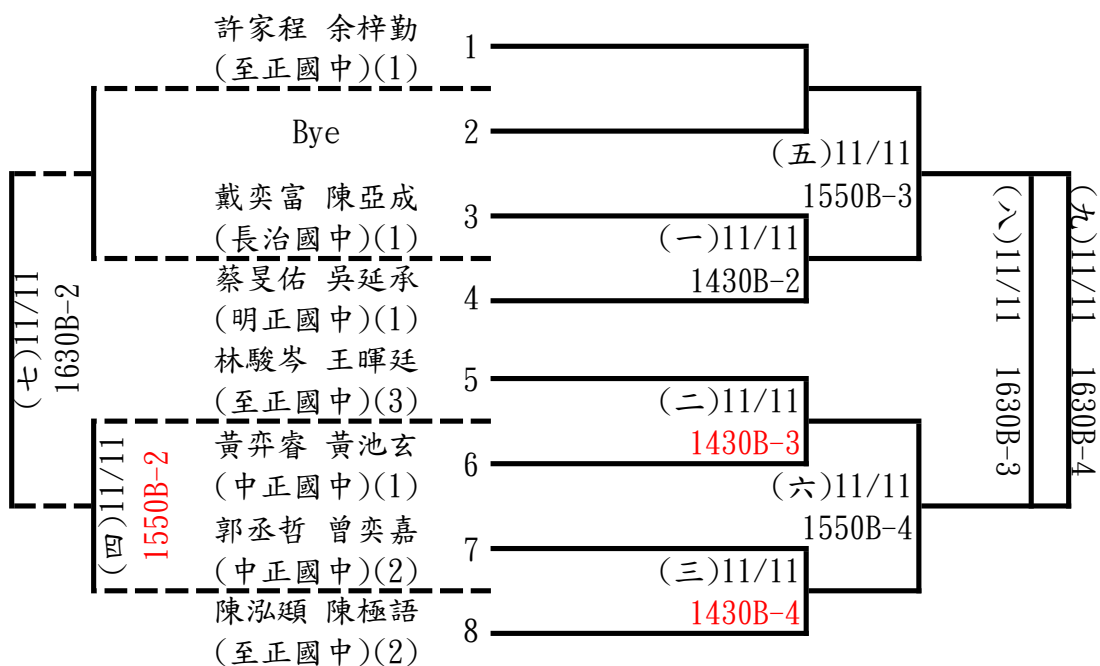 許家程 余梓勤
(至正國中)(1)
1
Bye
2
(五)11/11
1550B-3
戴奕富 陳亞成
(長治國中)(1)
3
(一)11/11
1430B-2
蔡旻佑 吳延承
(明正國中)(1)
4
林駿岑 王暉廷
(至正國中)(3)
5
(二)11/11
1430B-3
黃弈睿 黃池玄
(中正國中)(1)
6
(六)11/11
1550B-4
郭丞哲 曾奕嘉
(中正國中)(2)
7
(三)11/11
1430B-4
陳泓頲 陳極語
(至正國中)(2)
8
(七)11/11
1630B-2
(四)11/11
1550B-2
(八)11/11 1630B-3
(九)11/11 1630B-4